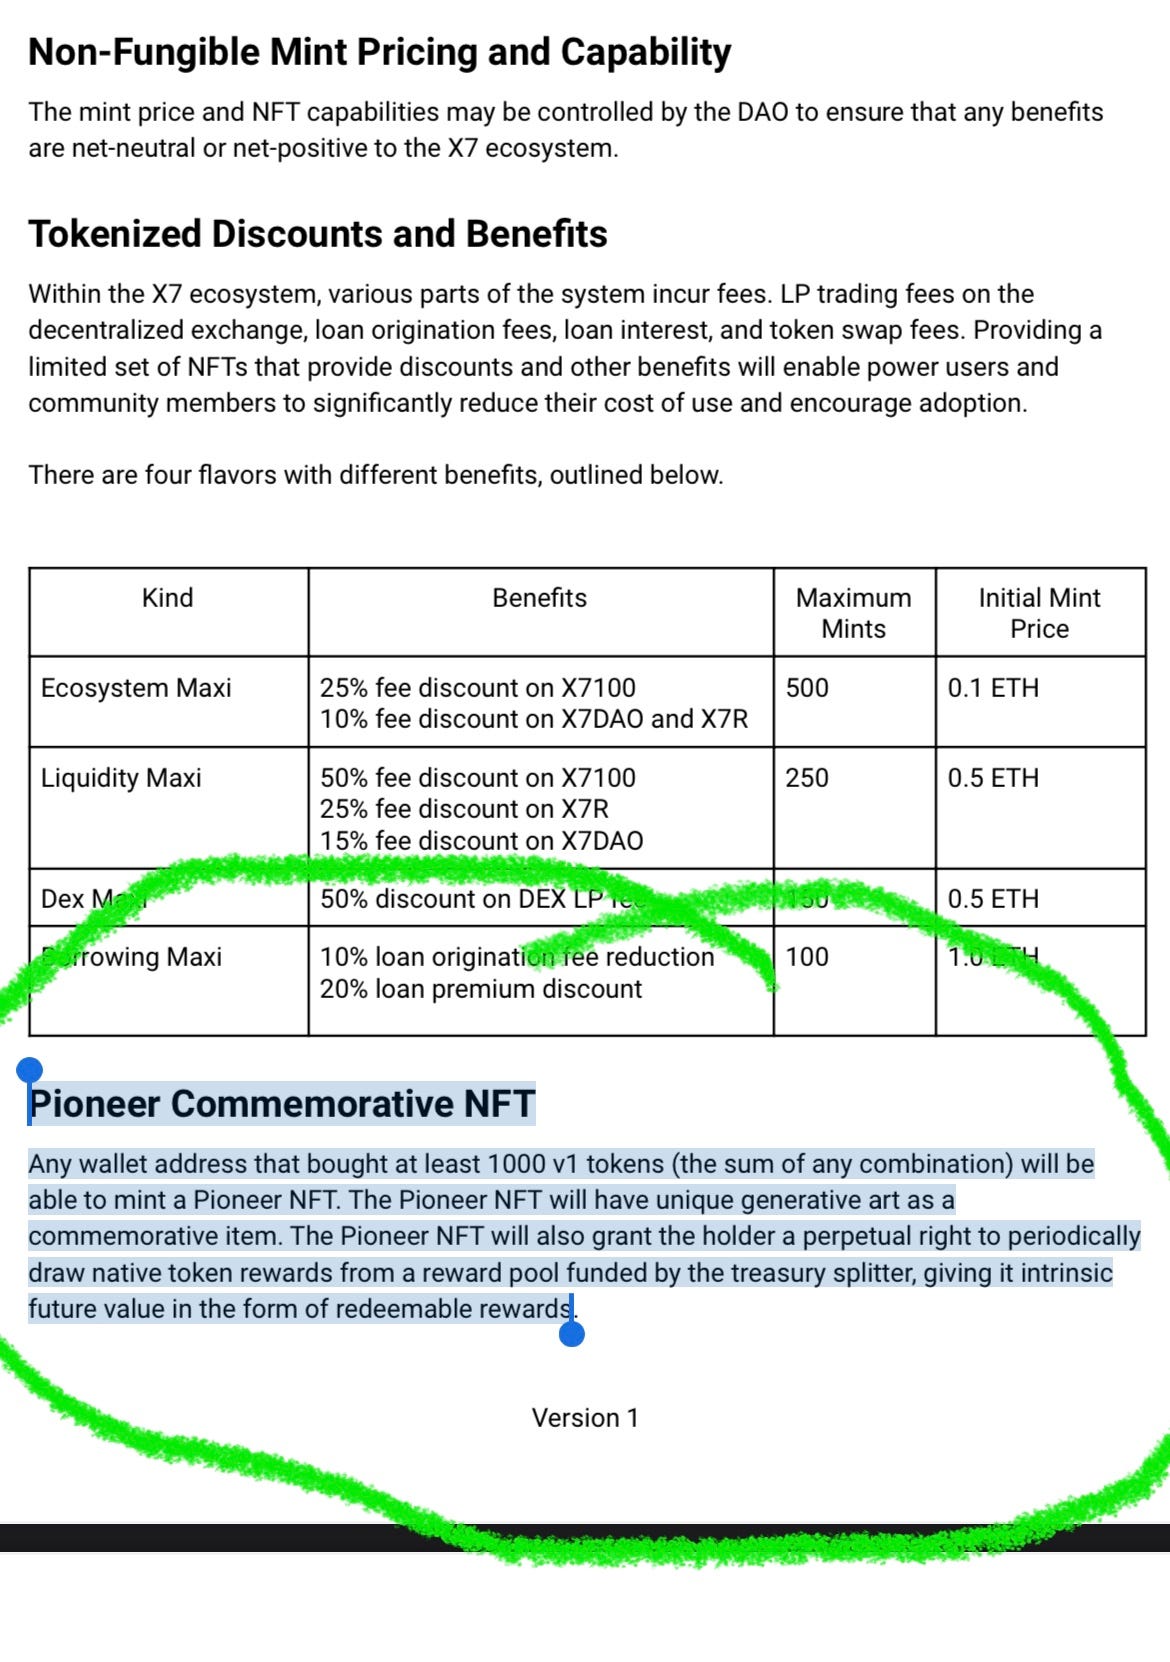 Non-Fungible Mint Pricing and Capability
The mint price and NFT capabilities may be controlled by the DAO to ensure that any benefits
are net-neutral or net-positive to the X7 ecosystem.
Tokenized Discounts and Benefits
Within the X7 ecosystem, various parts of the system incur fees. LP trading fees on the
decentralized exchange, loan origination fees, loan interest, and token swap fees. Providing a
limited set of NFTs that provide discounts and other benefits will enable power users and
community members to significantly reduce their cost of use and encourage adoption.
There are four flavors with different benefits, outlined below.
Kind Benefits Maximum Mints Initial Mint Price
Ecosystem Maxi 25% fee discount on X7100 500 0.1 ETH
10% fee discount on X7DAO and X7R
Liquidity Maxi 50% fee discount on X7100 250 0.5 ETH
25% fee discount on X7R
15% fee discount on X7DAO
Dex Maxi 50% discount on DEX LP fee 150 0.5 ETH
Borrowing Maxi 10% loan origination fee reduction 100 1.0 ETH
20% loan premium discount
Pioneer Commemorative NFT
Any wallet address that bought at least 1000 v1 tokens (the sum of any combination) will be
able to mint a Pioneer NFT. The Pioneer NFT will have unique generative art as a
commemorative item. The Pioneer NFT will also grant the holder a perpetual right to periodically
draw native token rewards from a reward pool funded by the treasury splitter, giving it intrinsic
future value in the form of redeemable rewards.
Version 1